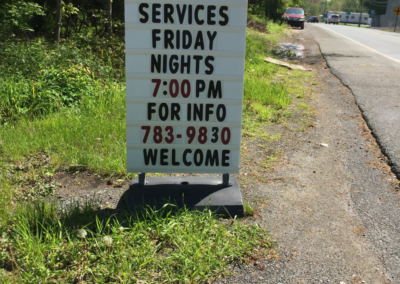 SERVICES
FRIDAY
NIGHTS
7:00 PM
FOR INFO
783-9830
WELCOME